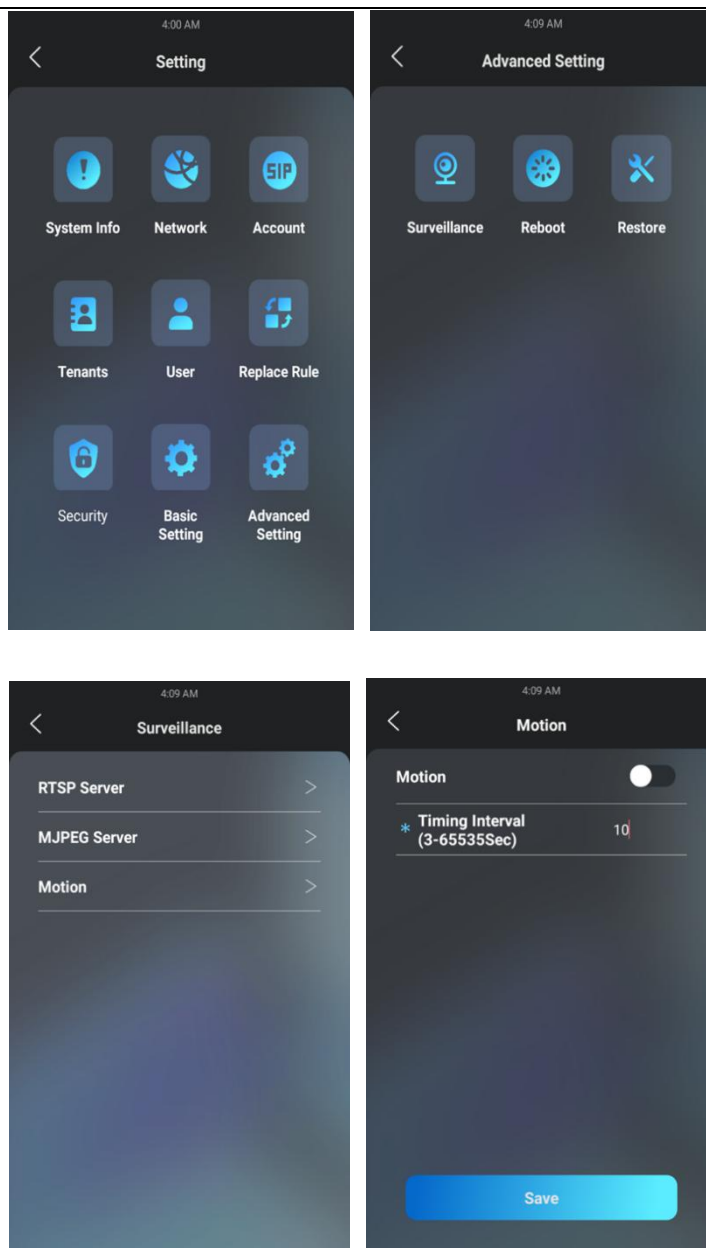 4:00 AM
Setting
System Info
Network
Account
SIP
Tenants
User
Replace Rule
Security
Basic
Setting
Advanced
Setting
4:09 AM
Advanced Setting
Surveillance
Reboot
Restore
4:09 AM
Surveillance
RTSP Server
MJPEG Server
Motion
4:09 AM
Motion
Motion
* Timing Interval
(3-65535Sec)
10
Save